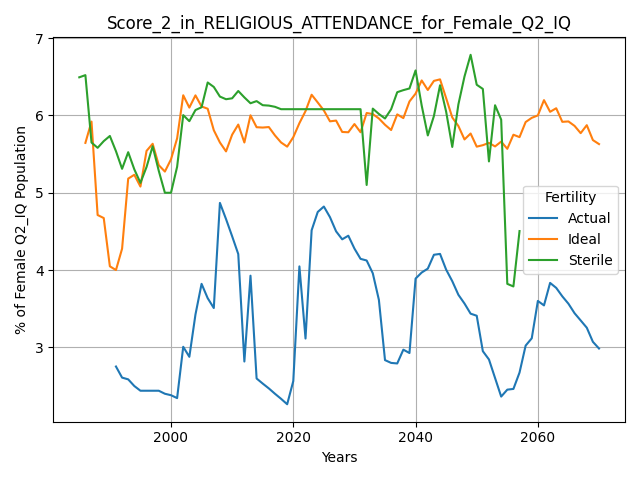 Score_2_in_RELIGIOUS_ATTENDANCE_for_Female_Q2_IQ
% of Female Q2_IQ Population
7
6
5
4
3
Fertility
Actual
Ideal
Sterile
2000
2020
2040
2060
Years